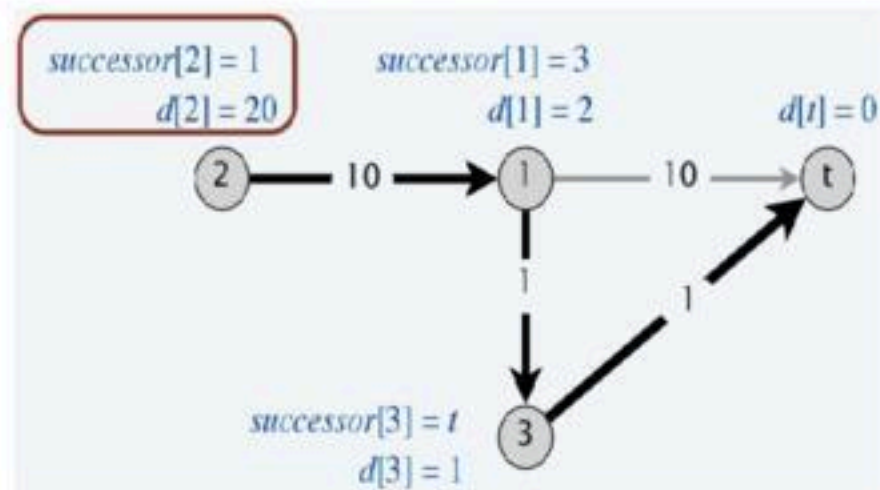 successor[2] = 1
d[2] = 20
successor[1] = 3
d[1] = 2
d[t] = 0
2
10
1
10
t
1
1
successor[3] = t
d[3] = 1
3